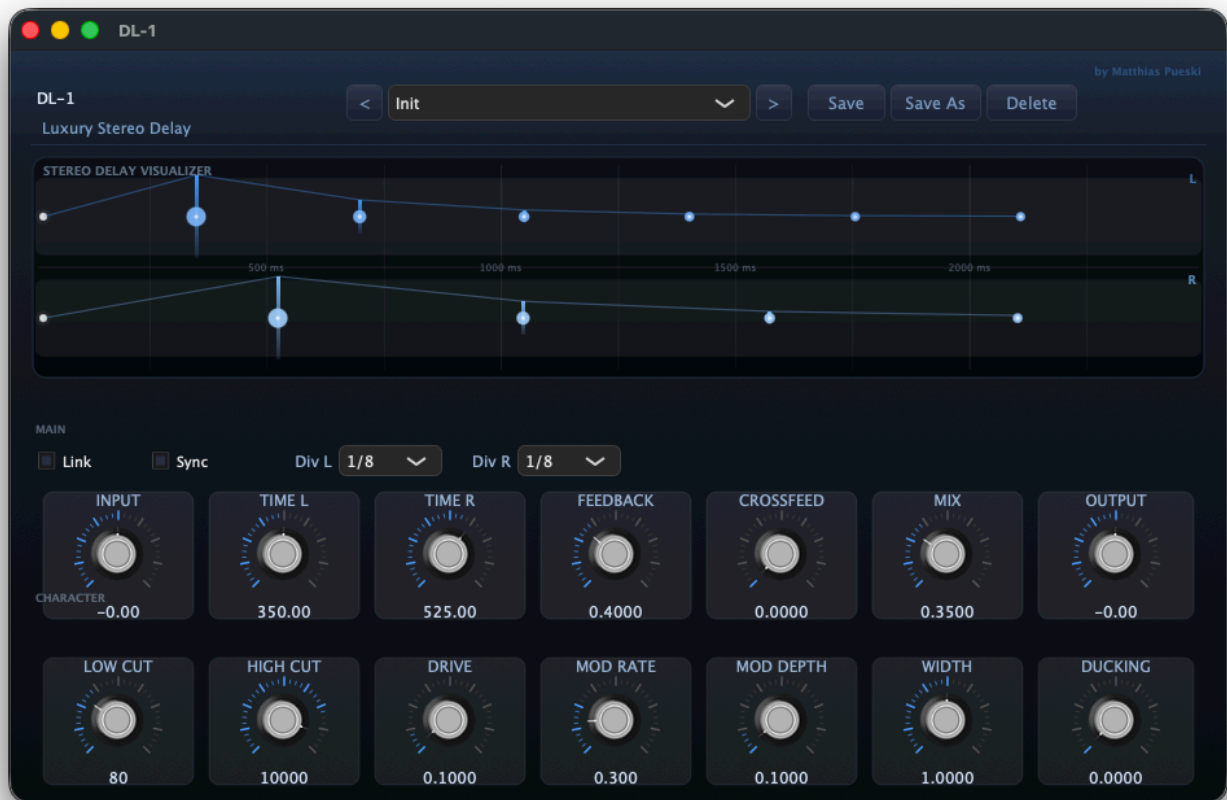 DL-1
by Matthias Pueski
DL-1
< Init > Save Save As Delete
Luxury Stereo Delay
STEREO DELAY VISUALIZER
L
500 ms 1000 ms 1500 ms 2000 ms
R
MAIN
Link Sync Div L 1/8 Div R 1/8
INPUT TIME L TIME R FEEDBACK CROSSFEED MIX OUTPUT
CHARACTER
-0.00 350.00 525.00 0.4000 0.0000 0.3500 -0.00
LOW CUT HIGH CUT DRIVE MOD RATE MOD DEPTH WIDTH DUCKING
80 10000 0.1000 0.300 0.1000 1.0000 0.0000